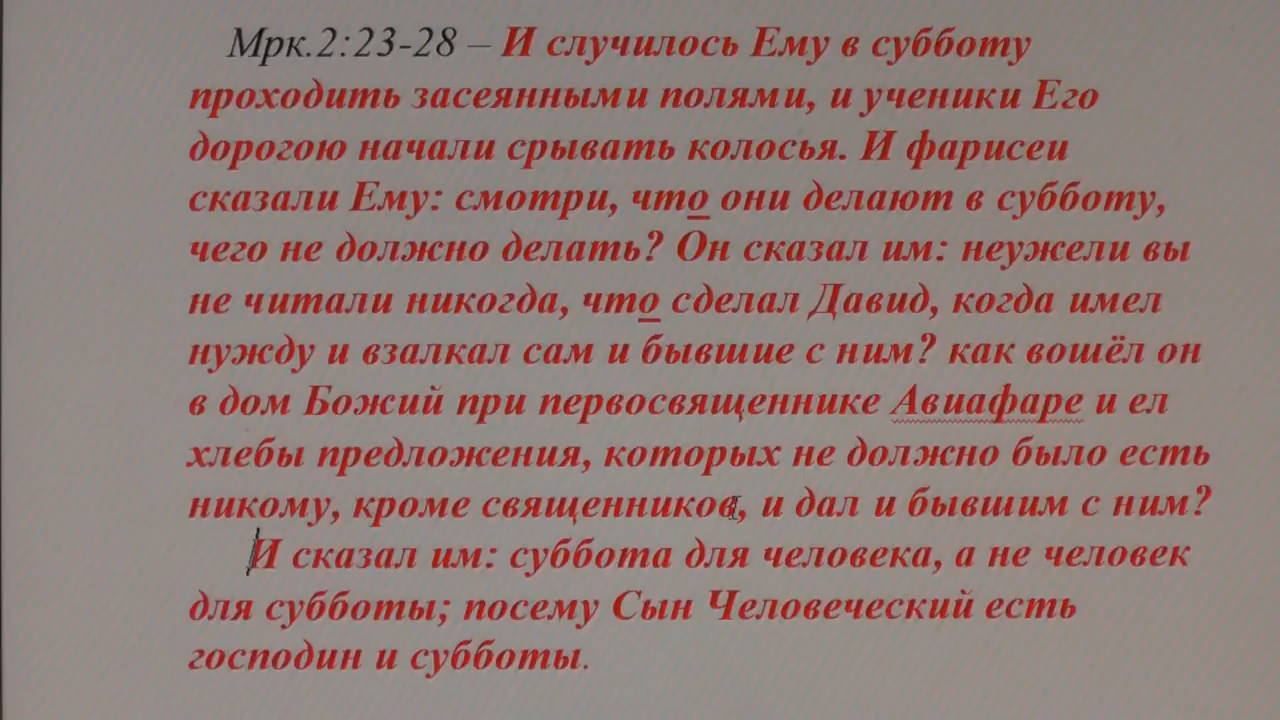 Мрк.2:23-28 – И случилось Ему в субботу
проходить засеянными полями, и ученики Его
дорогою начали срывать колосья. И фарисеи
сказали Ему: смотри, что они делают в субботу,
чего не должно делать? Он сказал им: неужели вы
не читали никогда, что сделал Давид, когда имел
нужду и взалкал сам и бывшие с ним? как вошёл он
в дом Божий при первосвященнике Авиафаре и ел
хлебы предложения, которых не должно было есть
никому, кроме священников, и дал и бывшим с ним?
И сказал им: суббота для человека, а не человек
для субботы; посему Сын Человеческий есть
господин и субботы.